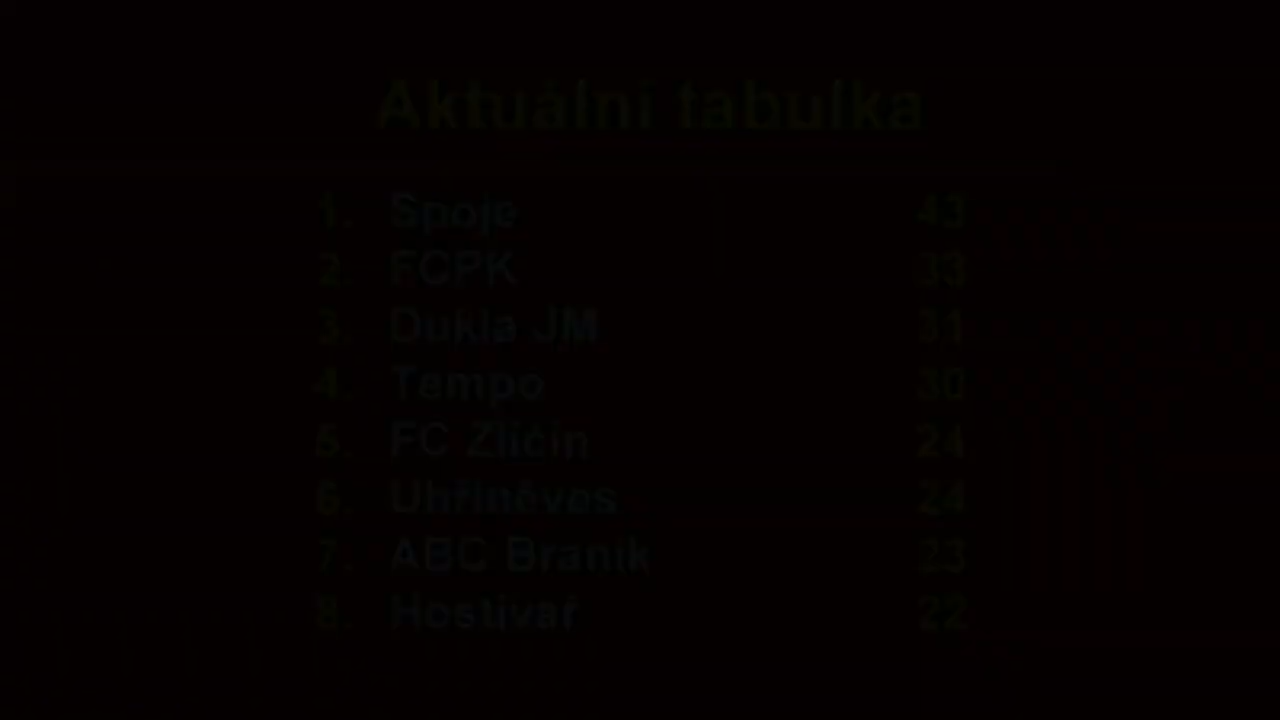 Aktuální tabulka
1. Spoje 43
2. FCPK 33
3. Dukla JM 31
4. Tempo 30
5. FC Zličín 24
6. Uhříněves 24
7. ABC Braník 23
8. Hostivař 22